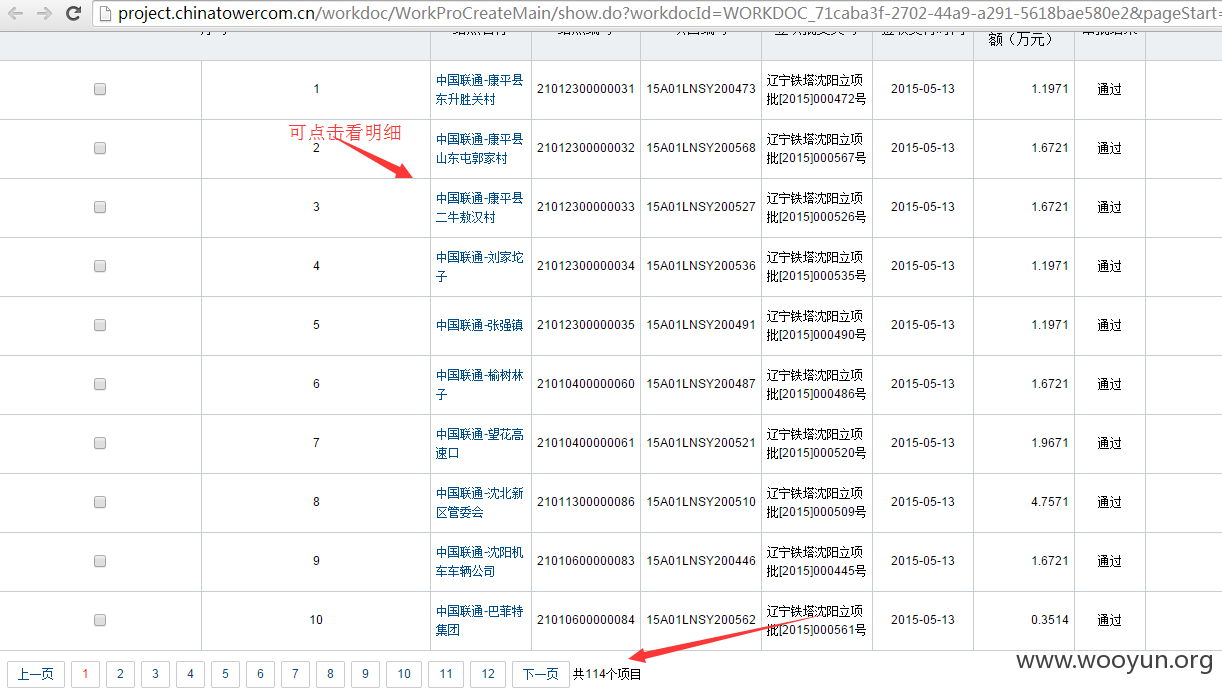 project.chinatowercom.cn/workdoc/WorkProCreateMain/show.do?workdocId=WORKDOC_71caba3f-2702-44a9-a291-5618bae580e2&pageStart=
额（万元）
1 中国联通-康平县东升胜关村 21012300000031 15A01LNSY200473 辽宁铁塔沈阳立项批[2015]000472号 2015-05-13 1.1971 通过
可点击看明细
2 中国联通-康平县山东屯郭家村 21012300000032 15A01LNSY200568 辽宁铁塔沈阳立项批[2015]000567号 2015-05-13 1.6721 通过
3 中国联通-康平县二牛敖汉村 21012300000033 15A01LNSY200527 辽宁铁塔沈阳立项批[2015]000526号 2015-05-13 1.6721 通过
4 中国联通-刘家坨子 21012300000034 15A01LNSY200536 辽宁铁塔沈阳立项批[2015]000535号 2015-05-13 1.1971 通过
5 中国联通-张强镇 21012300000035 15A01LNSY200491 辽宁铁塔沈阳立项批[2015]000490号 2015-05-13 1.1971 通过
6 中国联通-榆树林子 21010400000060 15A01LNSY200487 辽宁铁塔沈阳立项批[2015]000486号 2015-05-13 1.6721 通过
7 中国联通-望花高速口 21010400000061 15A01LNSY200521 辽宁铁塔沈阳立项批[2015]000520号 2015-05-13 1.9671 通过
8 中国联通-沈北新区管委会 21011300000086 15A01LNSY200510 辽宁铁塔沈阳立项批[2015]000509号 2015-05-13 4.7571 通过
9 中国联通-沈阳机车车辆公司 21010600000083 15A01LNSY200446 辽宁铁塔沈阳立项批[2015]000445号 2015-05-13 1.6721 通过
10 中国联通-巴菲特集团 21010600000084 15A01LNSY200562 辽宁铁塔沈阳立项批[2015]000561号 2015-05-13 0.3514 通过
上一页 1 2 3 4 5 6 7 8 9 10 11 12 下一页 共114个项目
www.wooyun.org